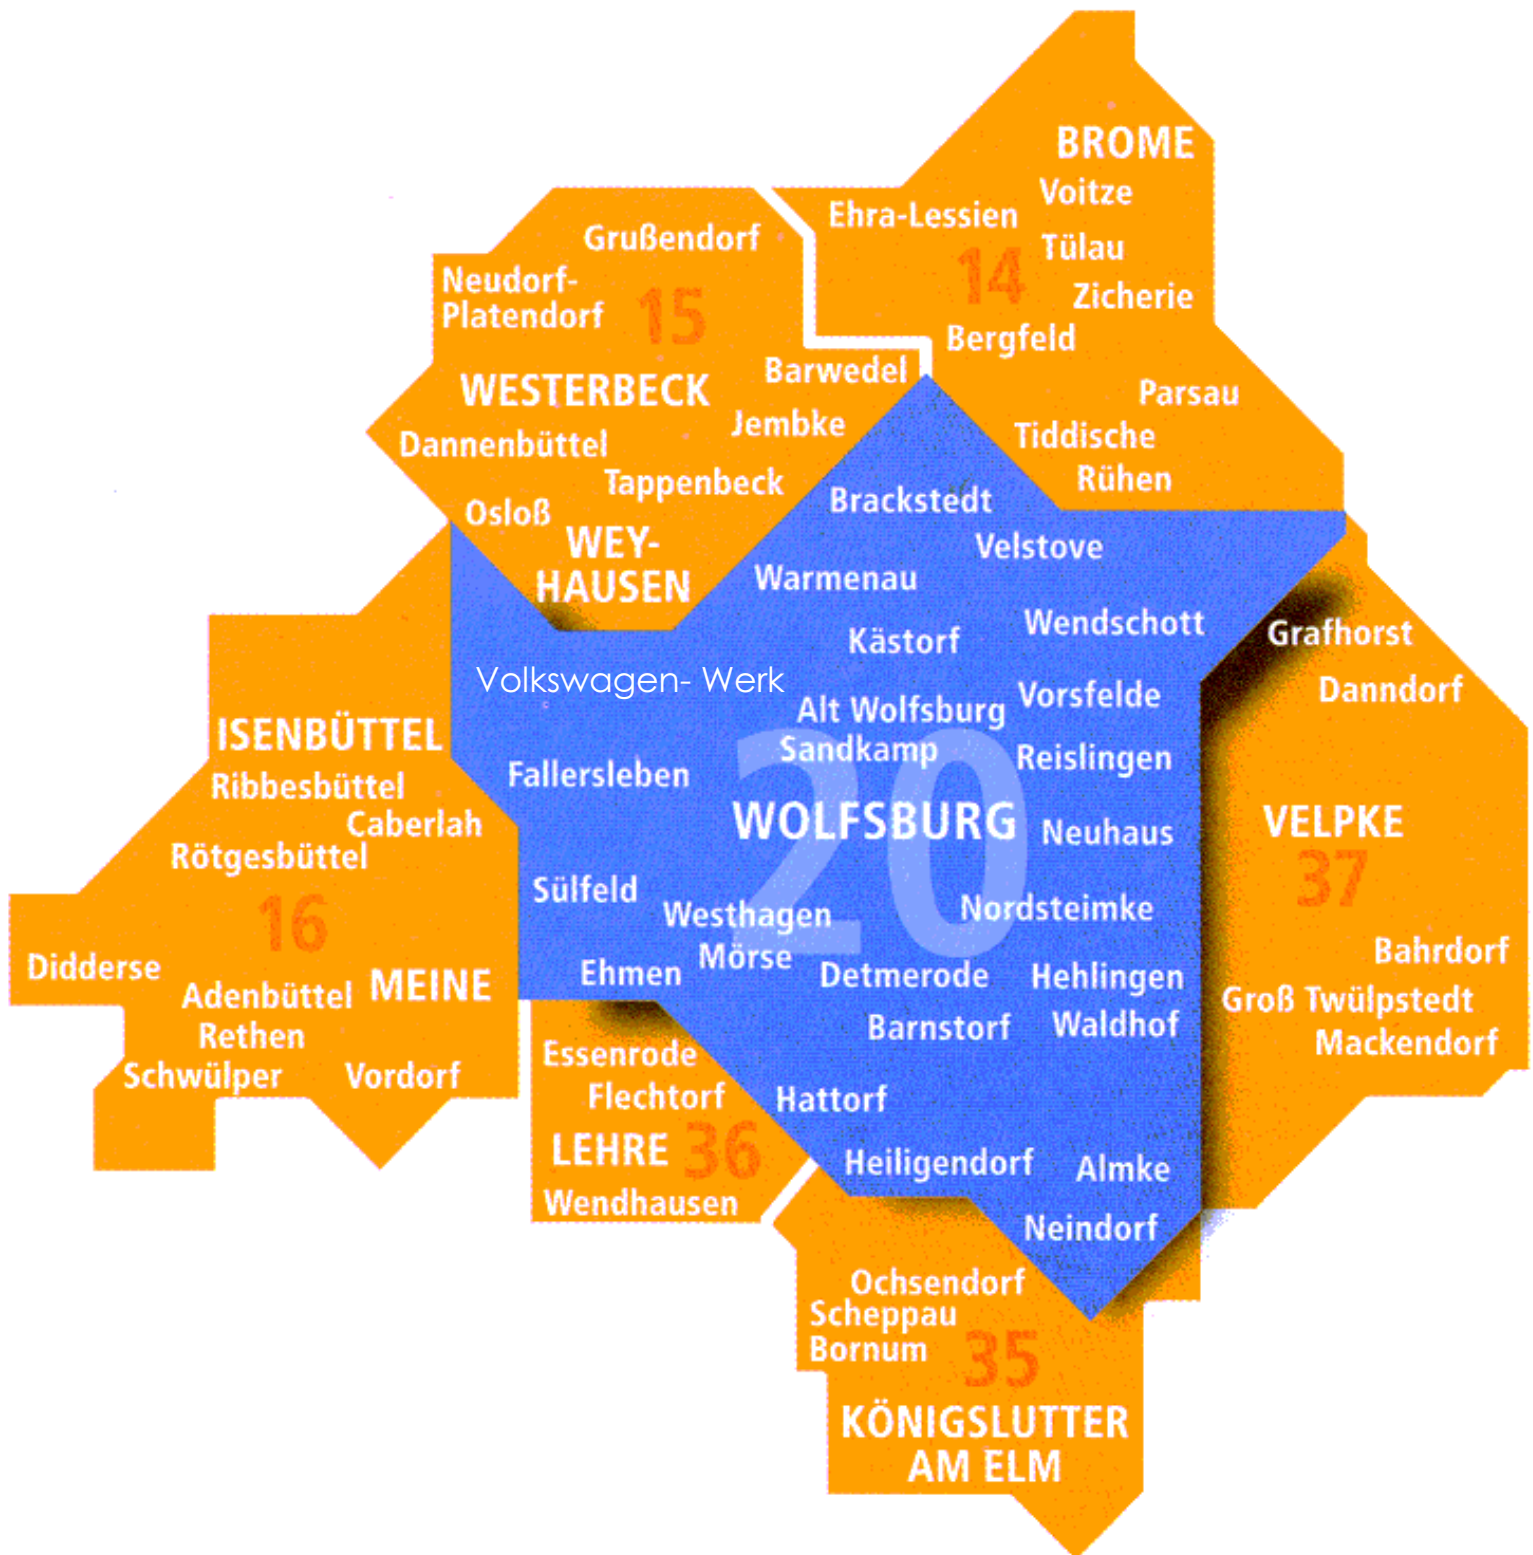 BROME
Voitze
Ehra-Lessien
Tülau
14
Zicherie
Bergfeld
Parsau
Tiddische
Rühen
Grußendorf
Neudorf-
Platendorf
15
Barwedel
WESTERBECK
Jembke
Dannenbüttel
Tappenbeck
Osloß
WEY-
HAUSEN
Brackstedt
Velstove
Warmenau
Wendschott
Kästorf
Volkswagen- Werk
Vorsfelde
Alt Wolfsburg
Sandkamp
Reislingen
Fallersleben
20
WOLFSBURG
Neuhaus
Sülfeld
Westhagen
Nordsteimke
Mörse
Ehmen
Detmerode
Hehlingen
Barnstorf
Waldhof
Hattorf
Heiligendorf
Almke
Neindorf
Grafhorst
Danndorf
VELPKE
37
Bahrdorf
Groß Twülpstedt
Mackendorf
ISENBÜTTEL
Ribbesbüttel
Caberlah
Rötgesbüttel
16
Didderse
MEINE
Adenbüttel
Rethen
Schwülper
Vordorf
Essenrode
Flechtorf
LEHRE
36
Wendhausen
Ochsendorf
Scheppau
Bornum
35
KÖNIGSLUTTER
AM ELM